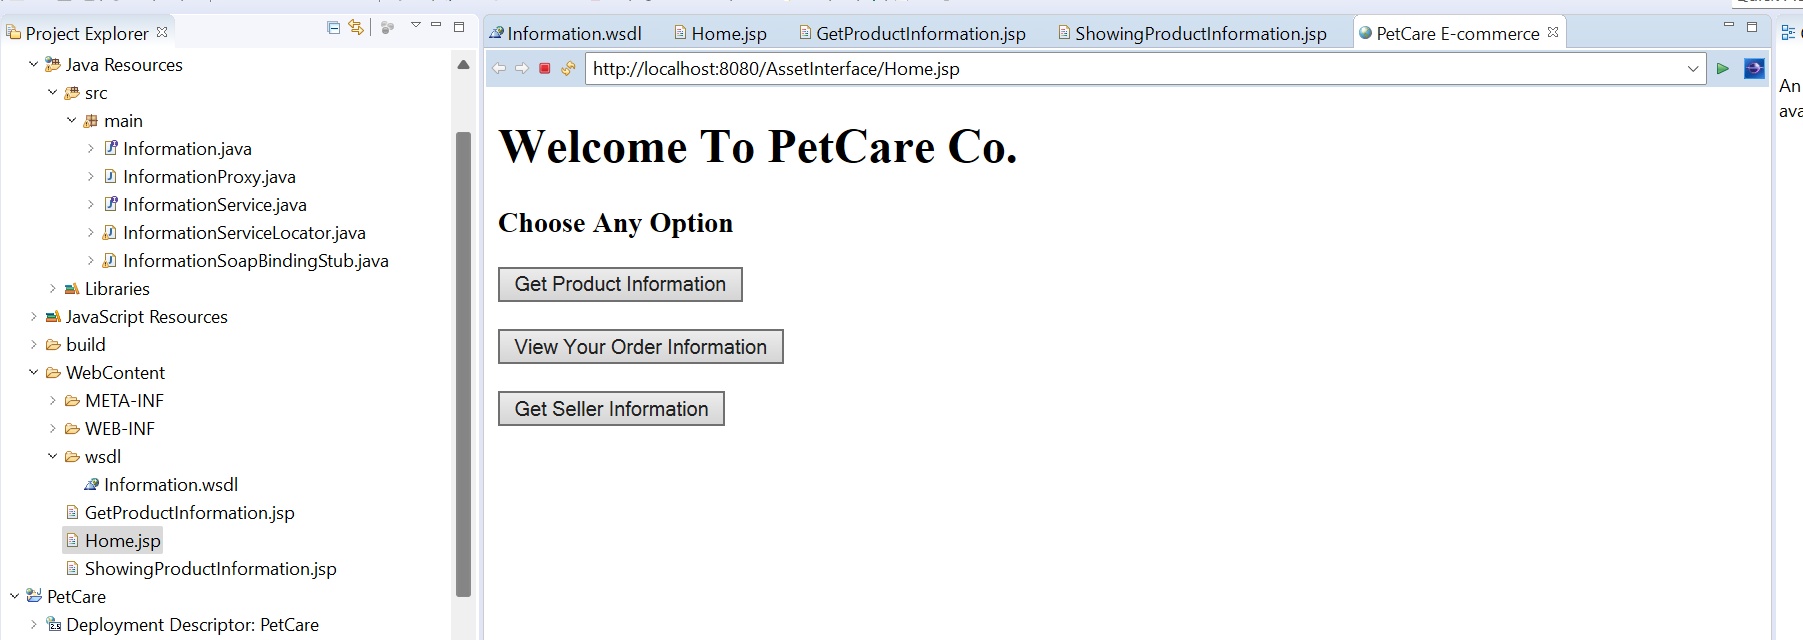 Project Explorer
Java Resources
src
main
Information.java
InformationProxy.java
InformationService.java
InformationServiceLocator.java
InformationSoapBindingStub.java
Libraries
JavaScript Resources
build
WebContent
META-INF
WEB-INF
wsdl
Information.wsdl
GetProductInformation.jsp
Home.jsp
ShowingProductInformation.jsp
PetCare
Deployment Descriptor: PetCare
Information.wsdl Home.jsp GetProductInformation.jsp ShowingProductInformation.jsp PetCare E-commerce
http://localhost:8080/AssetInterface/Home.jsp
Welcome To PetCare Co.
Choose Any Option
Get Product Information
View Your Order Information
Get Seller Information
An
ava